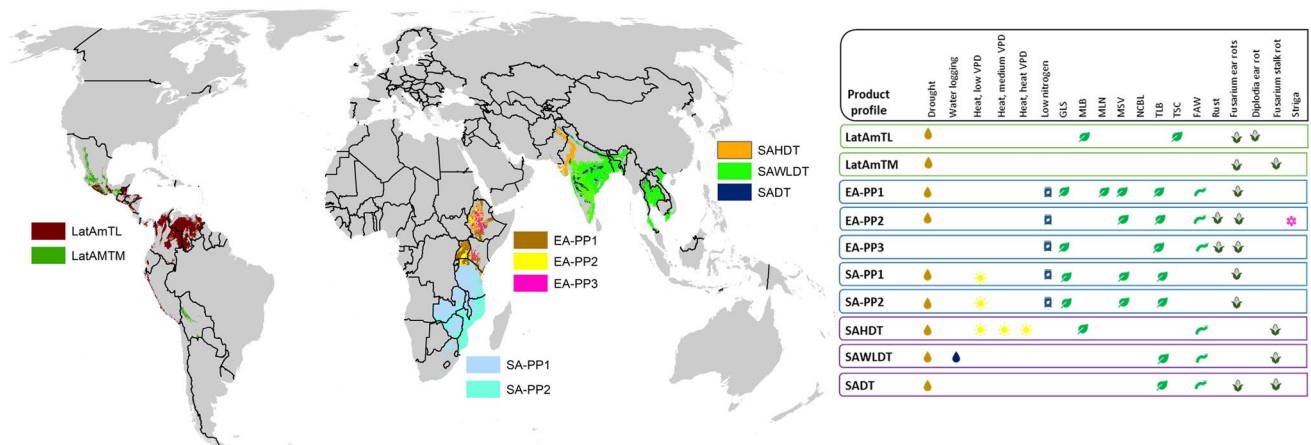 LatAmTL
LatAMTM
EA-PP1
EA-PP2
EA-PP3
SA-PP1
SA-PP2
SAHDT
SAWLDT
SADT
Product profile
Drought
Water logging
Heat, low VPD
Heat, medium VPD
Heat, heat VPD
Low nitrogen
GLS
MLB
MLN
MSV
NCBL
TLB
TSC
FAW
Rust
Fusarium ear rots
Diplodia ear rot
Fusarium stalk rot
Striga
LatAmTL
LatAmTM
EA-PP1
EA-PP2
EA-PP3
SA-PP1
SA-PP2
SAHDT
SAWLDT
SADT